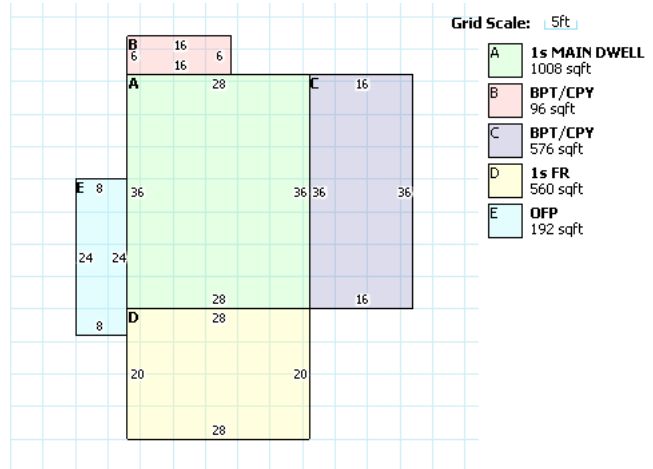 Grid Scale: 5ft
A 1s MAIN DWELL
1008 sqft
B BPT/CPY
96 sqft
C BPT/CPY
576 sqft
D 1s FR
560 sqft
E OFP
192 sqft
B 16
6 6
16
A 28 C 16
E 8
36 36 36 36
24 24
28 16
D 28
8
20 20
28